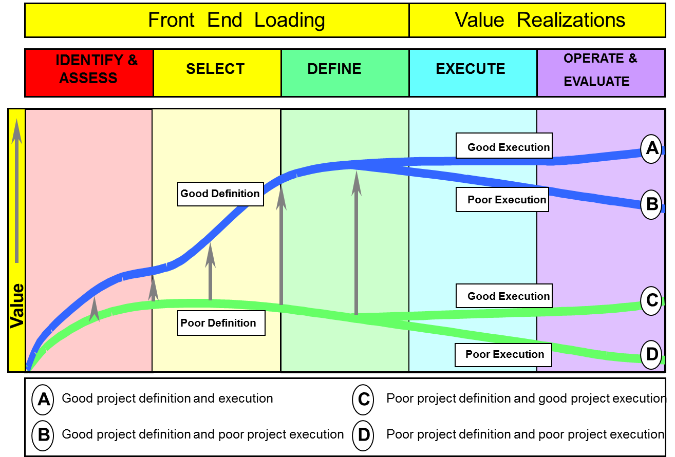 Front End Loading
Value Realizations
IDENTIFY &
ASSESS
SELECT
DEFINE
EXECUTE
OPERATE &
EVALUATE
Value
Good Definition
Poor Definition
Good Execution
Poor Execution
Good Execution
Poor Execution
A
B
C
D
A Good project definition and execution
C Poor project definition and good project execution
B Good project definition and poor project execution
D Poor project definition and poor project execution